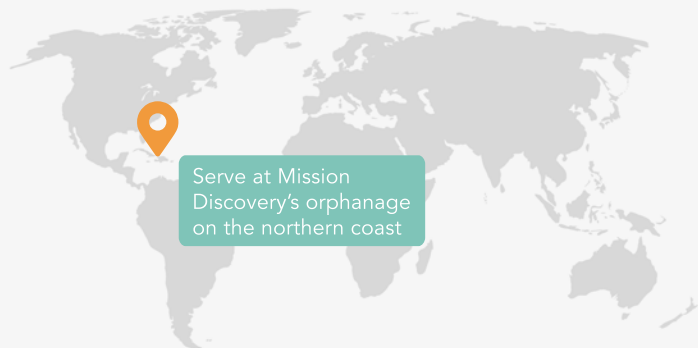 Serve at Mission
Discovery’s orphanage
on the northern coast